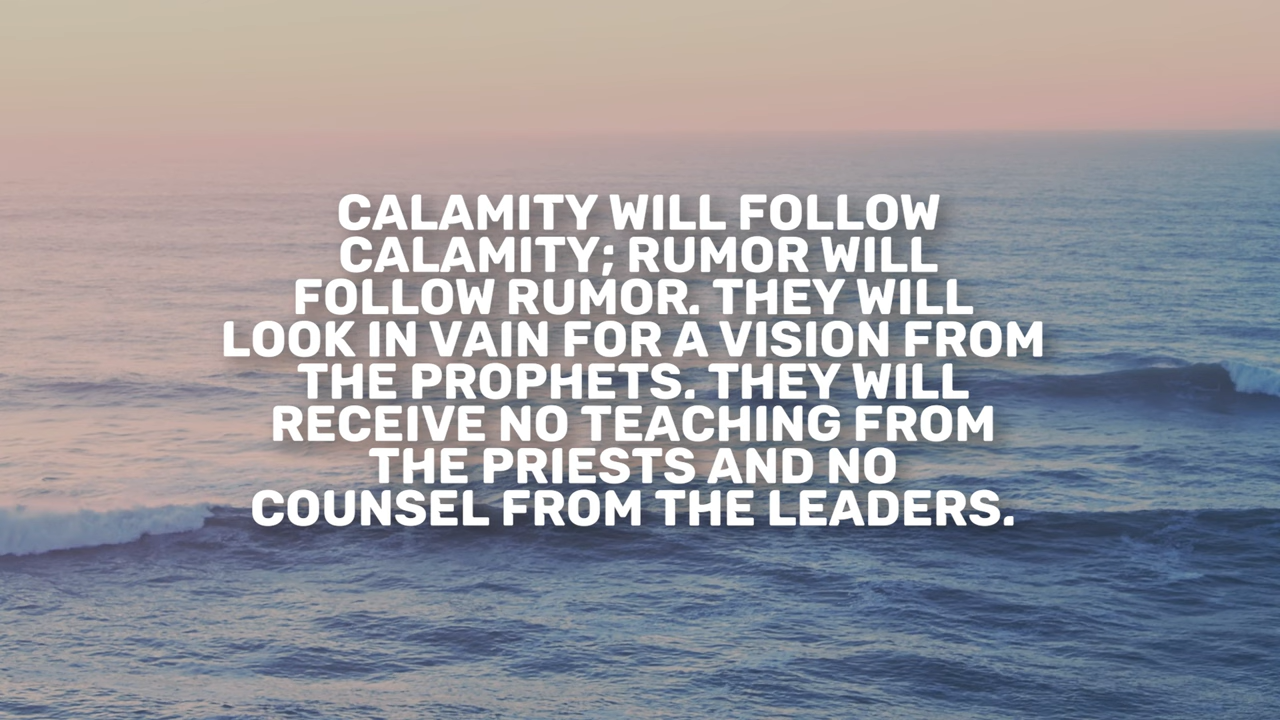 CALAMITY WILL FOLLOW
CALAMITY; RUMOR WILL
FOLLOW RUMOR. THEY WILL
LOOK IN VAIN FOR A VISION FROM
THE PROPHETS. THEY WILL
RECEIVE NO TEACHING FROM
THE PRIESTS AND NO
COUNSEL FROM THE LEADERS.